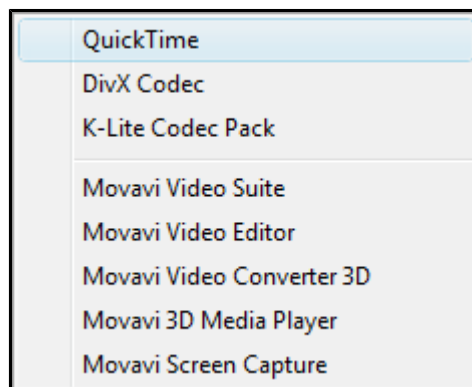 QuickTime
DivX Codec
K-Lite Codec Pack
Movavi Video Suite
Movavi Video Editor
Movavi Video Converter 3D
Movavi 3D Media Player
Movavi Screen Capture